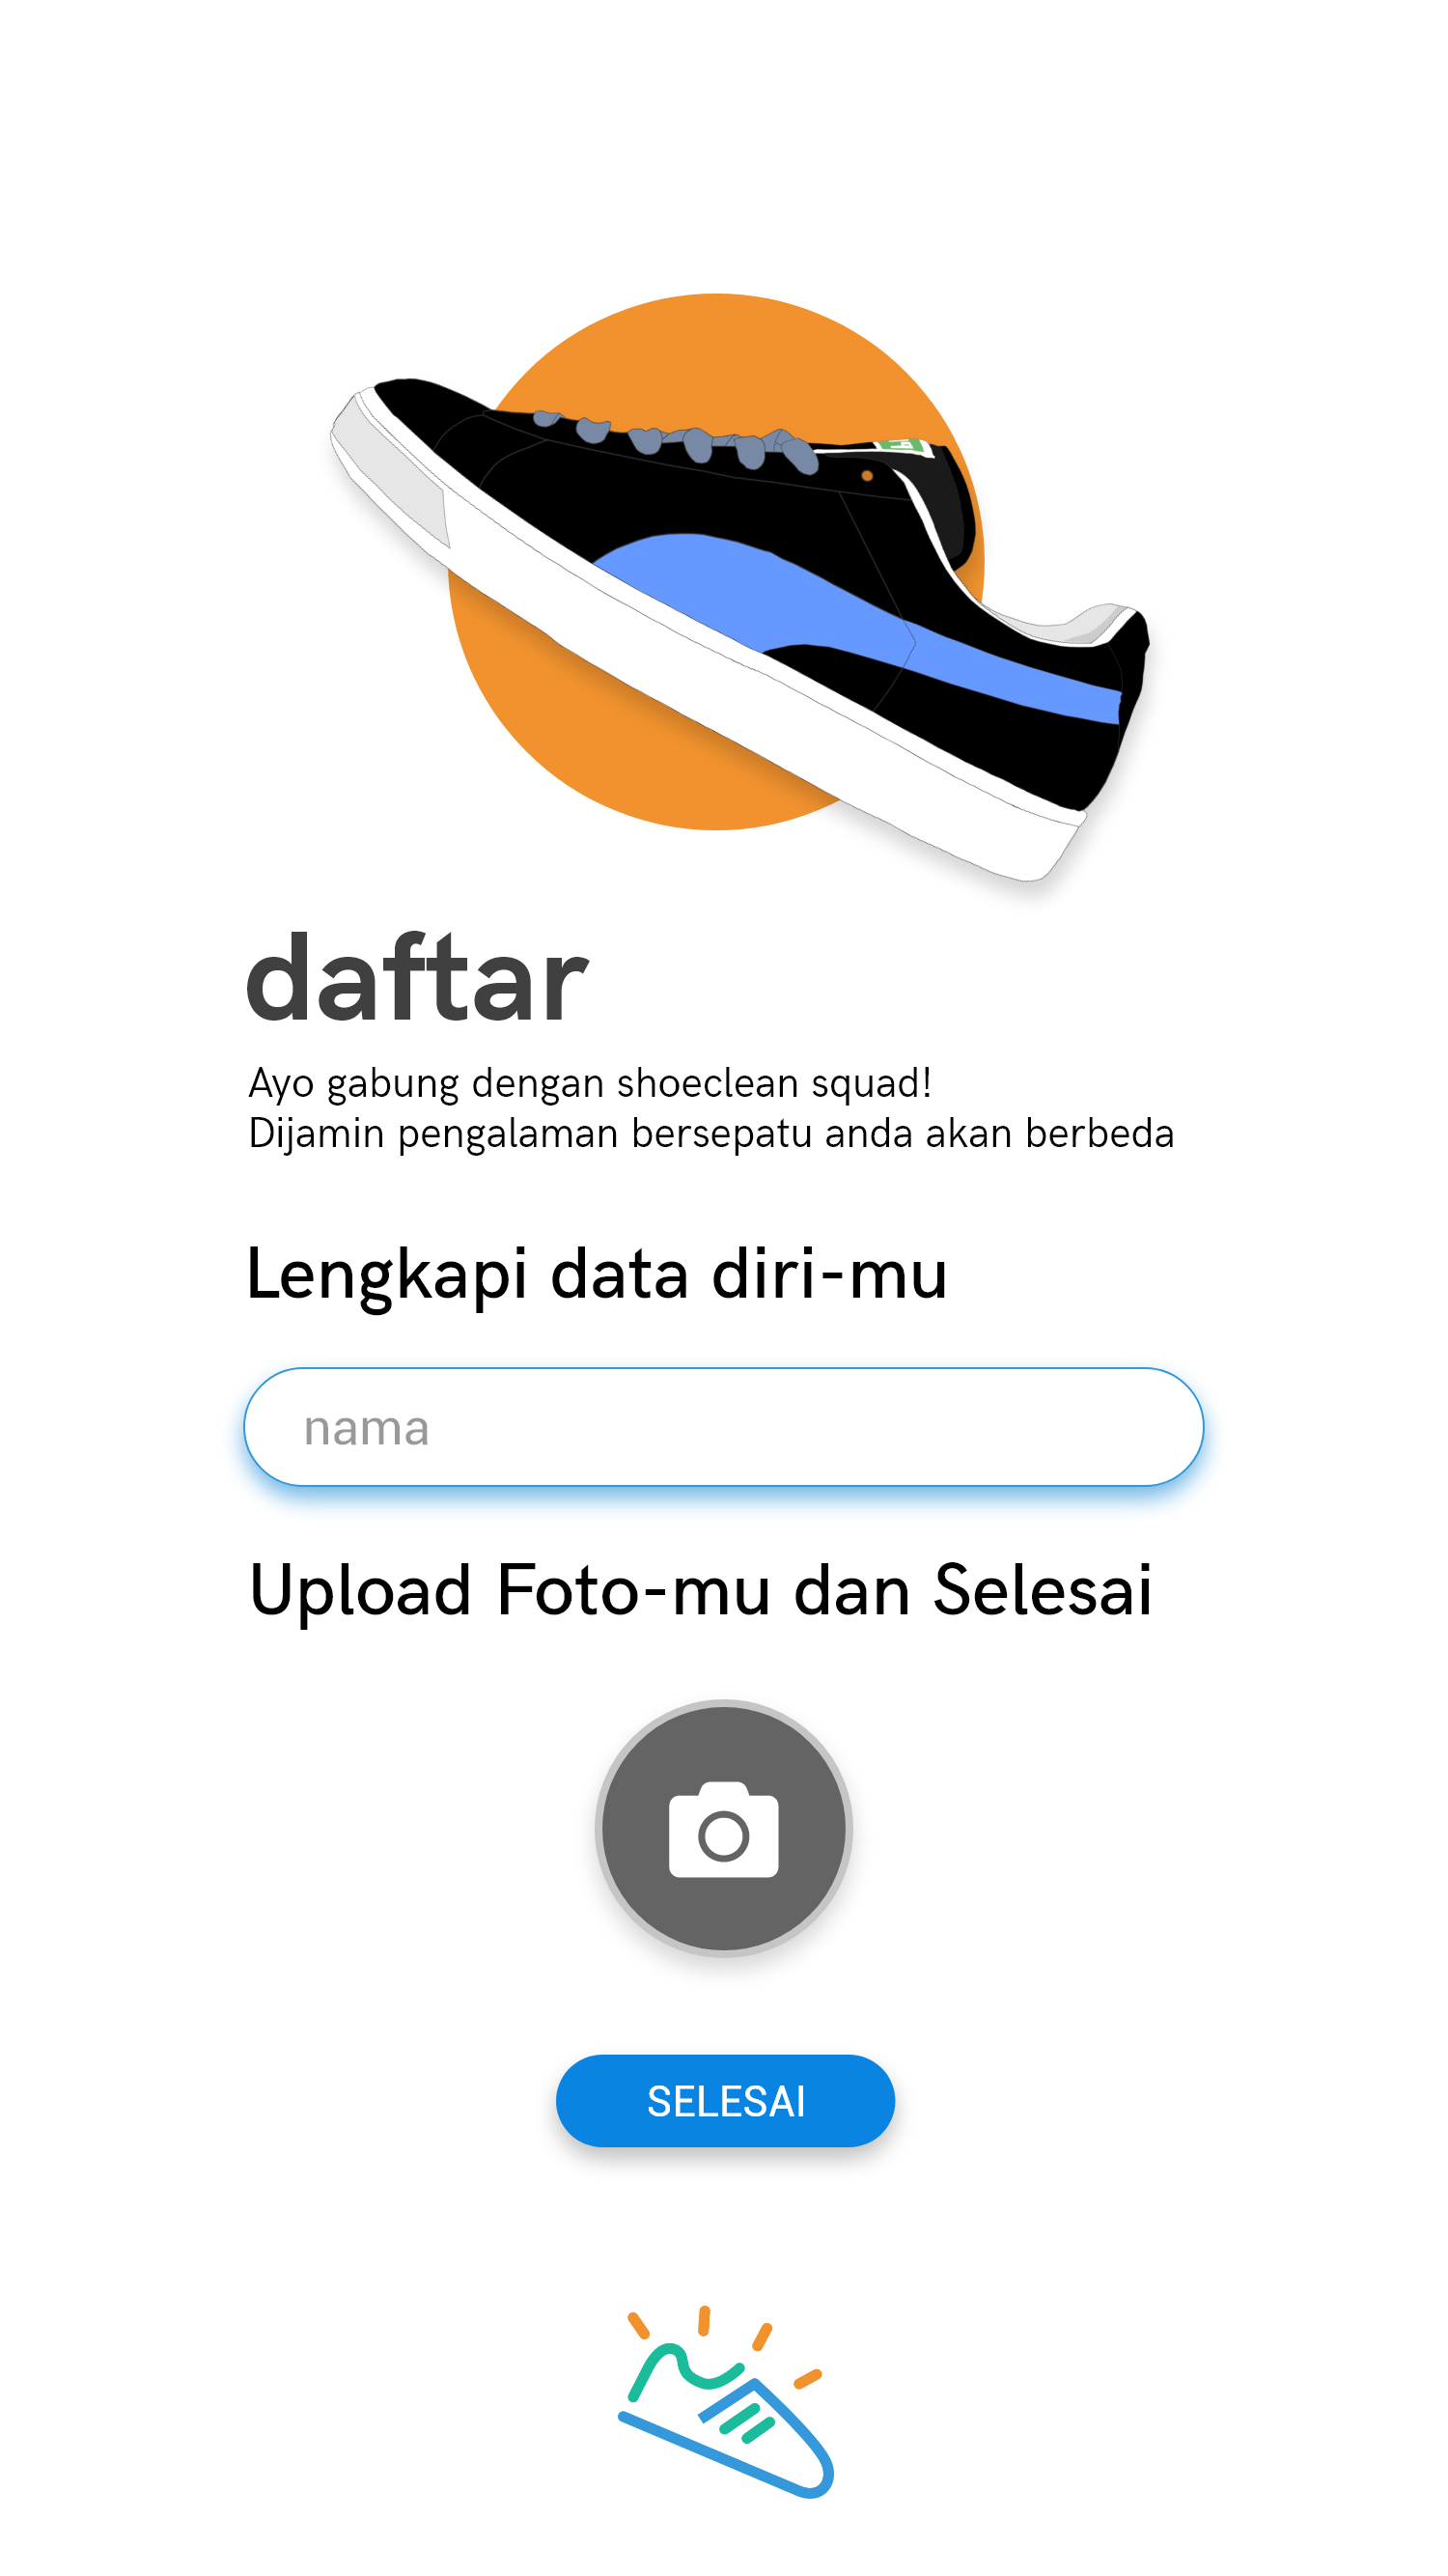 daftar
Ayo gabung dengan shoeclean squad!
Dijamin pengalaman bersepatu anda akan berbeda
Lengkapi data diri-mu
nama
Upload Foto-mu dan Selesai
SELESAI